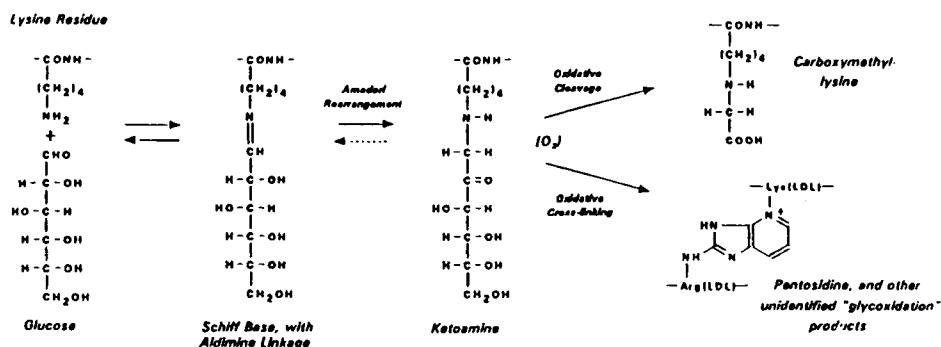 Lysine Residue
-CONH-
(CH₂)₄
NH₂
+
CHO
H-C-OH
HO-C-H
H-C-OH
H-C-OH
CH₂OH
Glucose
-CONH-
(CH₂)₄
N
CH
H-C-OH
HO-C-H
H-C-OH
H-C-OH
CH₂OH
Schiff Base, with
Aldimine Linkage
Amadori
Rearrangement
-CONH-
(CH₂)₄
N-H
H-C-H
C=O
HO-C-H
H-C-OH
H-C-OH
CH₂OH
Ketoamine
Oxidative
Cleavage
(O₂)
Oxidative
Cross-linking
-CONH-
(CH₂)₄
N-H
H-C-H
COOH
Carboxymethyl-
lysine
-Lys(LDL)-
N +
HN
NH N
-Arg(LDL)-
Pentosidine, and other
unidentified "glycoxidation"
products